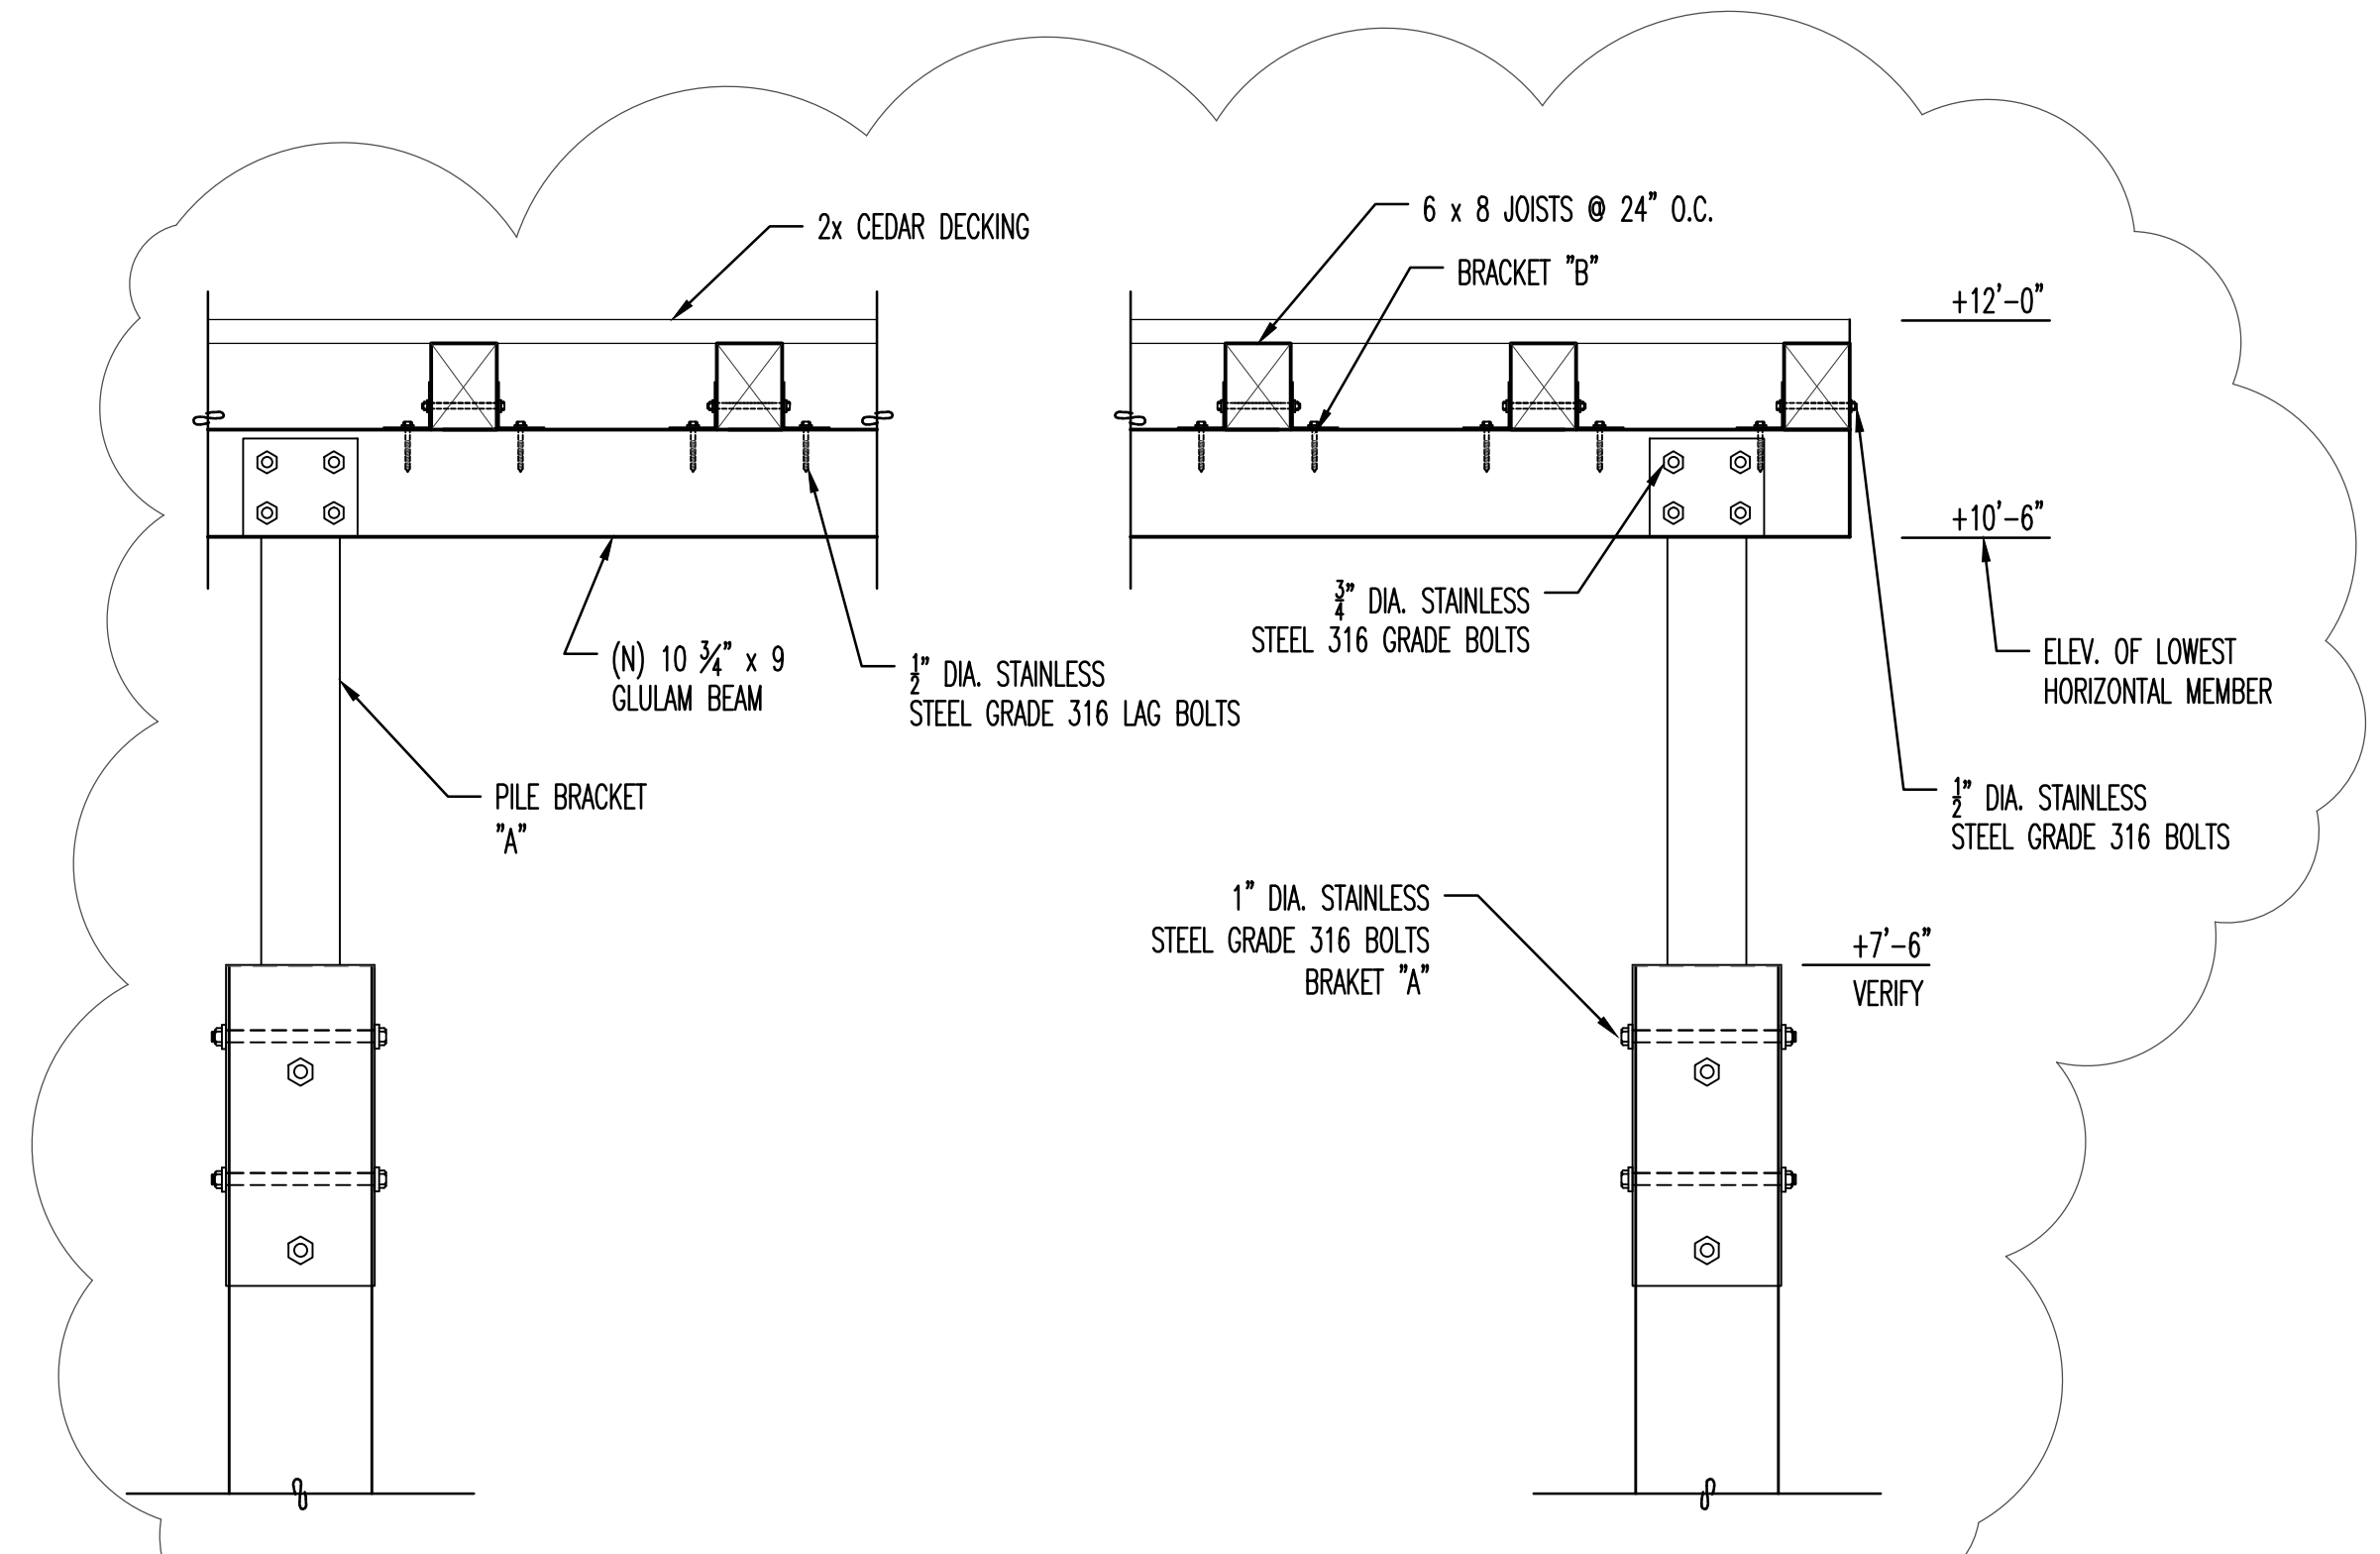 2x CEDAR DECKING
6 x 8 JOISTS @ 24” O.C.
BRACKET ”B”
+12’-0”
+10’-6”
¾” DIA. STAINLESS
STEEL 316 GRADE BOLTS
(N) 10 ¾” x 9
GLULAM BEAM
½” DIA. STAINLESS
STEEL GRADE 316 LAG BOLTS
ELEV. OF LOWEST
HORIZONTAL MEMBER
PILE BRACKET
”A”
½” DIA. STAINLESS
STEEL GRADE 316 BOLTS
1” DIA. STAINLESS
STEEL GRADE 316 BOLTS
BRAKET ”A”
+7’-6”
VERIFY